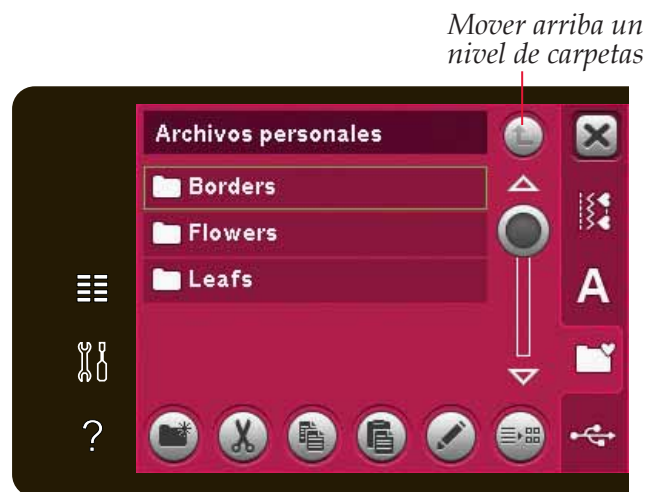 Mover arriba un
nivel de carpetas
Archivos personales
Borders
Flowers
Leafs
A
?